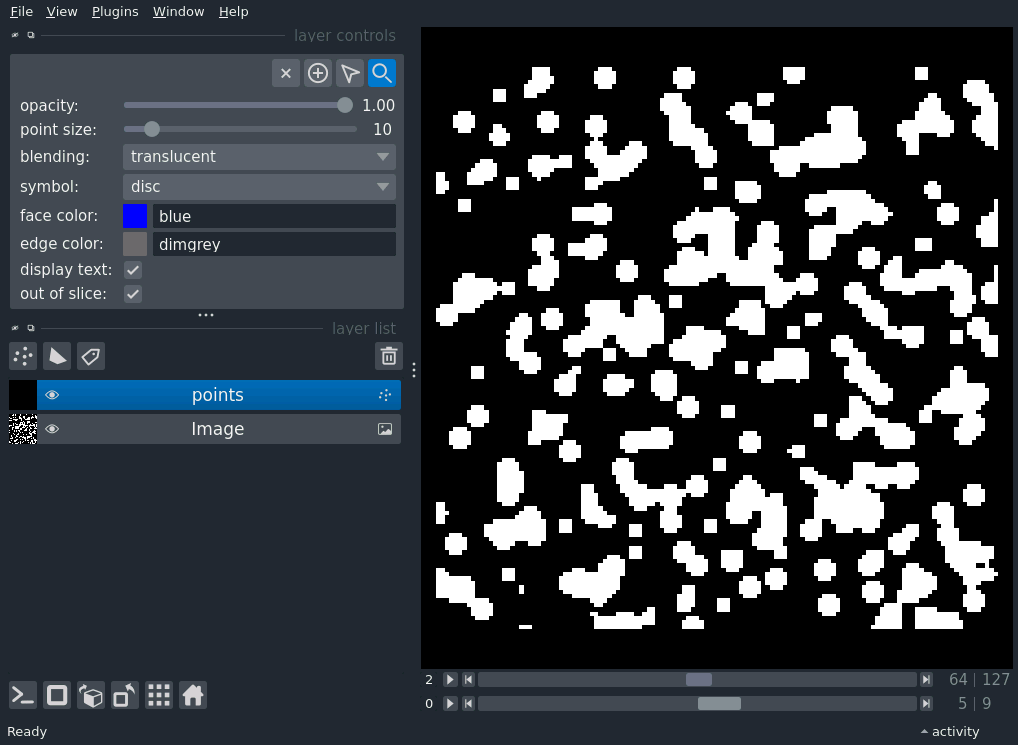 File View Plugins Window Help
layer controls
opacity: 1.00
point size: 10
blending: translucent
symbol: disc
face color: blue
edge color: dimgrey
display text:
out of slice:
layer list
points
Image
2 64 | 127
0 5 | 9
Ready activity